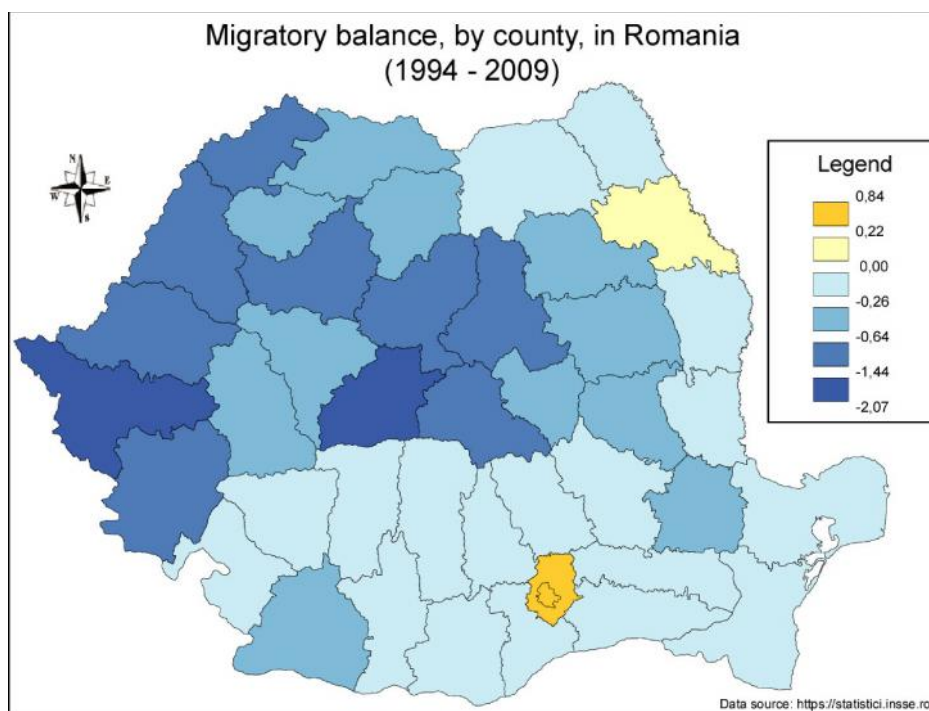 Migratory balance, by county, in Romania
(1994 - 2009)
N
W E
S
Legend
0,84
0,22
0,00
-0,26
-0,64
-1,44
-2,07
Data source: https://statistici.insse.ro